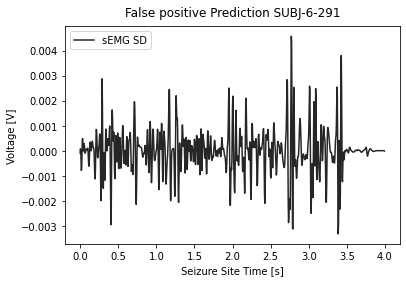 False positive Prediction SUBJ-6-291
sEMG SD
Voltage [V]
0.004
0.003
0.002
0.001
0.000
−0.001
−0.002
−0.003
0.0 0.5 1.0 1.5 2.0 2.5 3.0 3.5 4.0
Seizure Site Time [s]